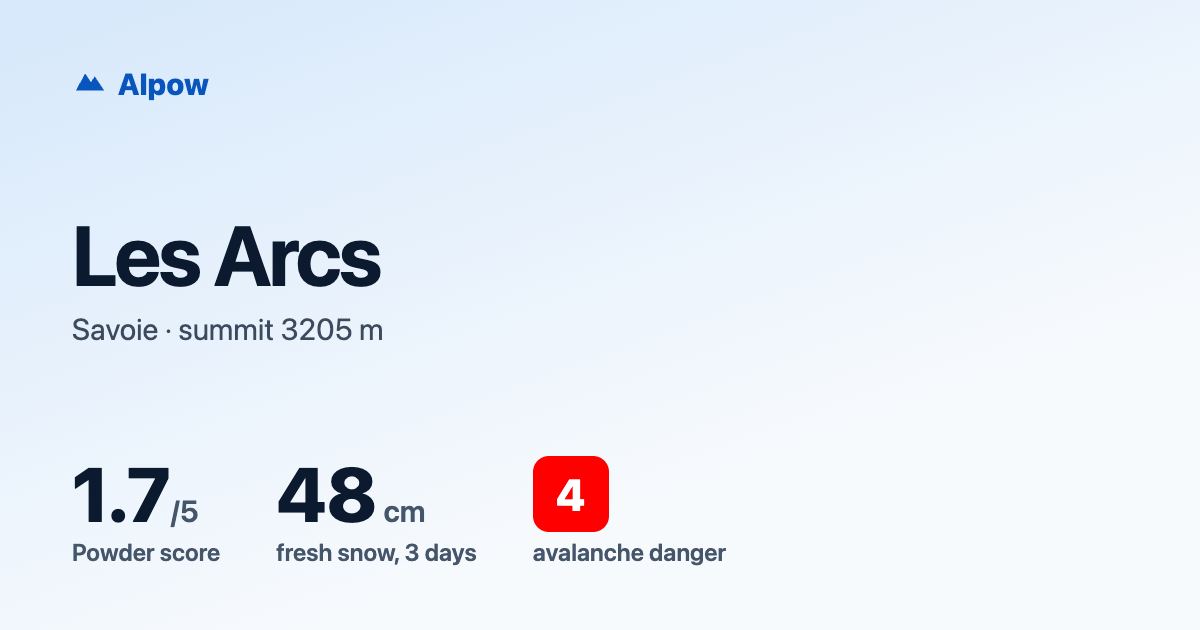 Alpow
Les Arcs
Savoie · summit 3205 m
1.7/5
Powder score
48 cm
fresh snow, 3 days
4
avalanche danger